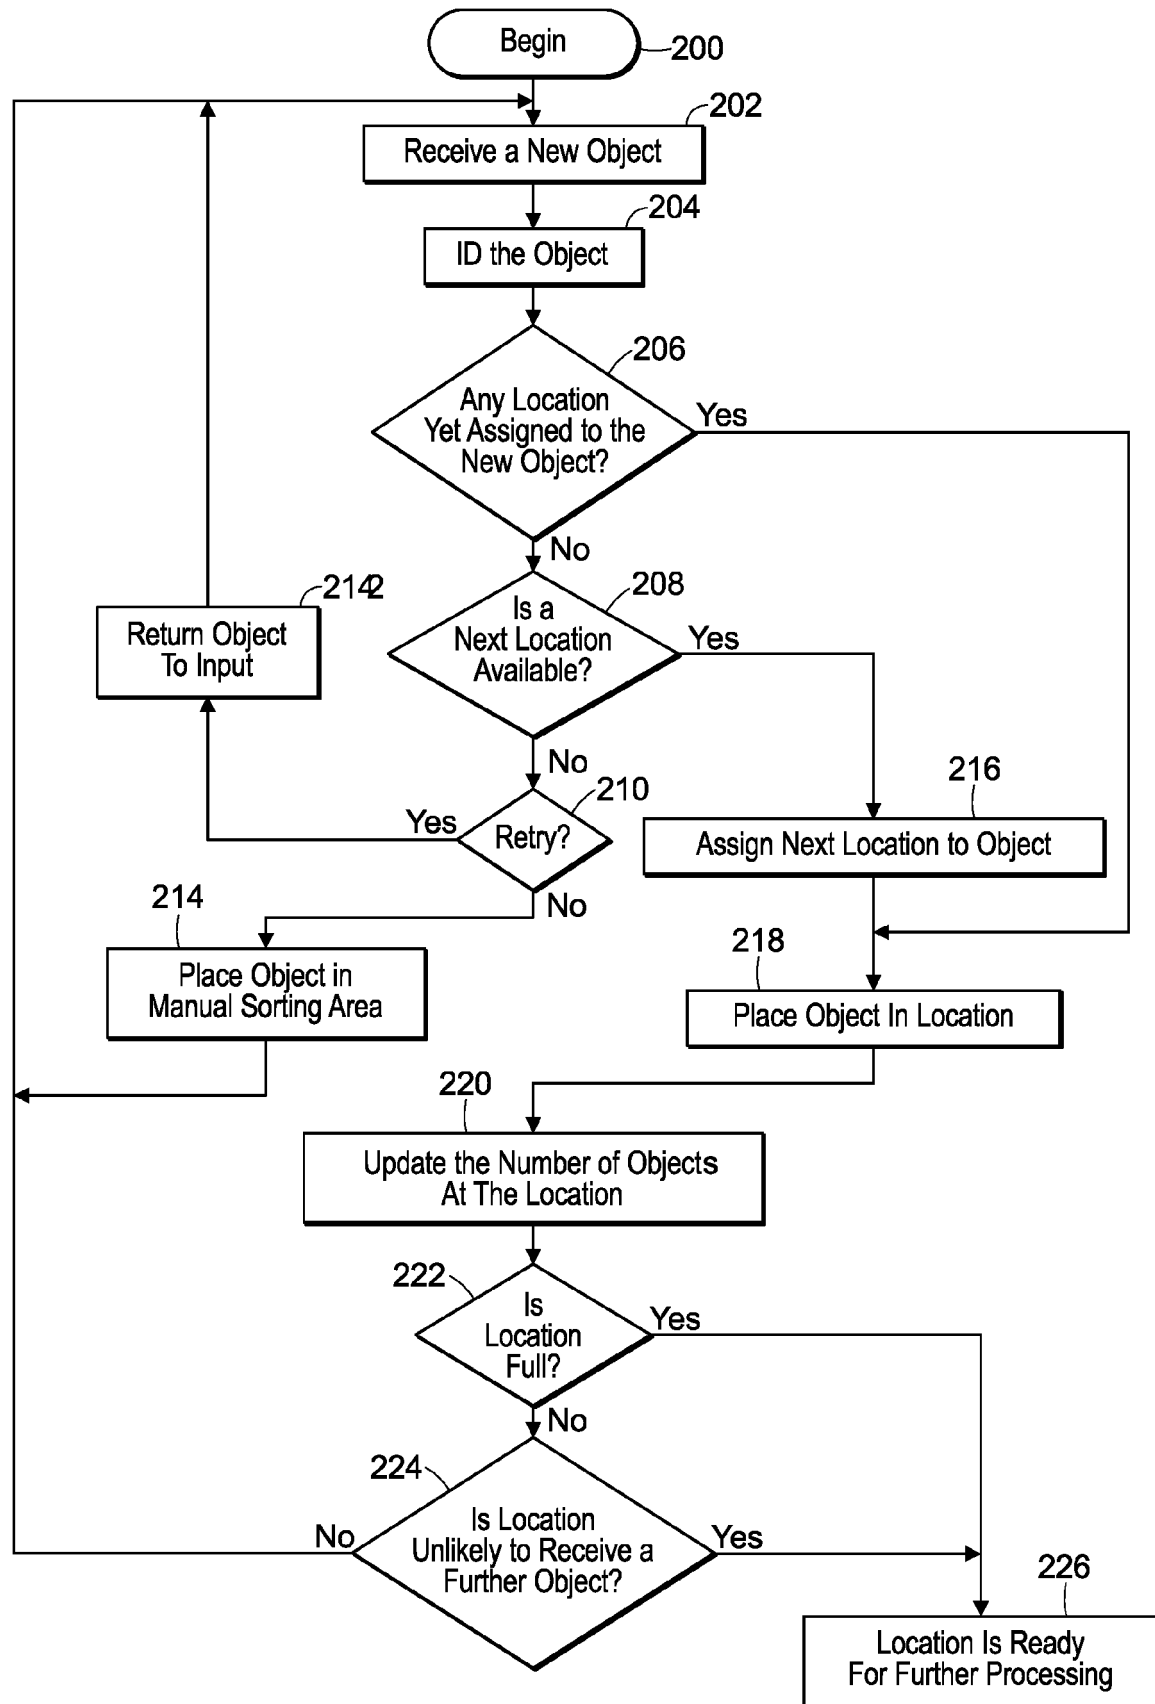 Begin
200
202
Receive a New Object
204
ID the Object
206
Any Location
Yet Assigned to the
New Object?
Yes
No
208
2142
Return Object
To Input
Is a
Next Location
Available?
Yes
No
210
Retry?
Yes
No
216
Assign Next Location to Object
214
Place Object in
Manual Sorting Area
218
Place Object In Location
220
Update the Number of Objects
At The Location
222
Is
Location
Full?
Yes
No
224
Is Location
Unlikely to Receive a
Further Object?
No
Yes
226
Location Is Ready
For Further Processing